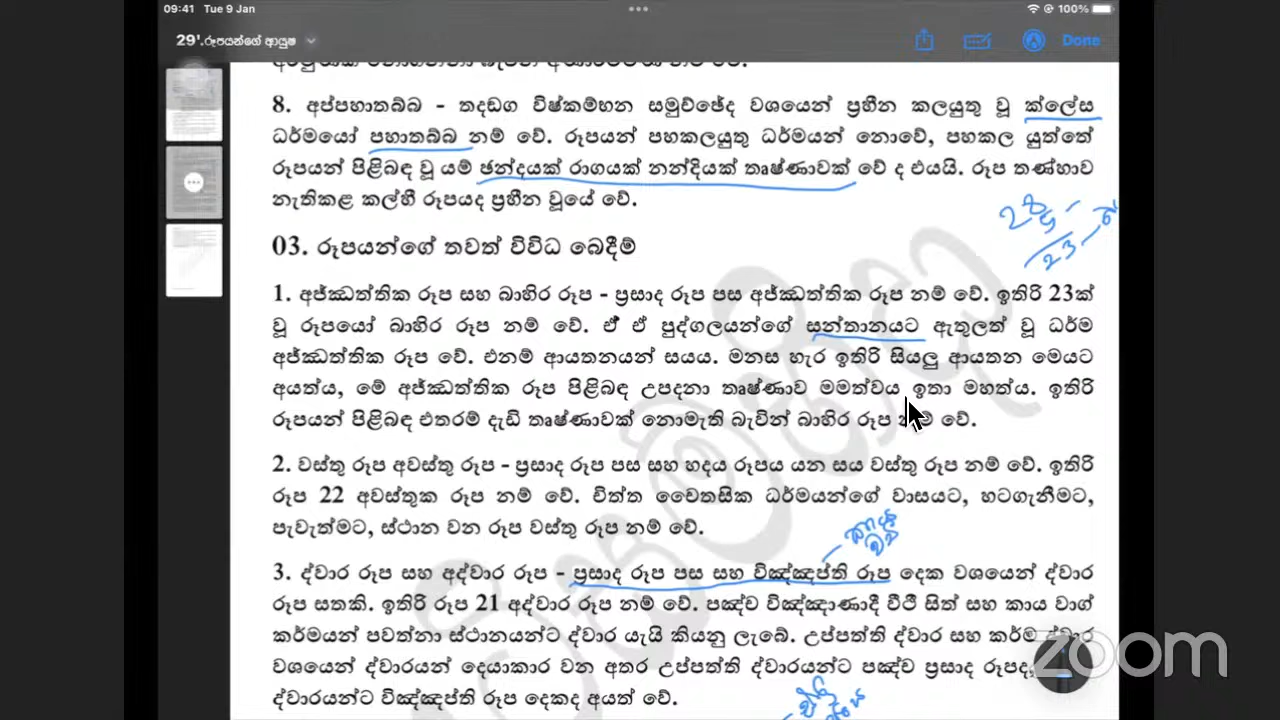 09:41 Tue 9 Jan
100%
29'.රූපයන්ගේ ආයුෂ
Done
8. අප්පහාතබ්බ - තදඞග විෂ්කම්භන සමුච්ඡේද වශයෙන් ප්‍රහීන කලයුතු වූ ක්ලේස
ධර්මයෝ පහාතබ්බ නම් වේ. රූපයන් පහකලයුතු ධර්මයන් නොවේ, පහකල යුත්තේ
රූපයන් පිළිබඳ වූ යම් ඡන්දයක් රාගයක් නන්දියක් තෘෂ්ණාවක් වේ ද එයයි. රූප තණ්හාව
නැතිකළ කල්හී රූපයද ප්‍රහීන වූයේ වේ.
28
5
23
03. රූපයන්ගේ තවත් විවිධ බෙදීම්
1. අජ්ඣත්තික රූප සහ බාහිර රූප - ප්‍රසාද රූප පස අජ්ඣත්තික රූප නම් වේ. ඉතිරි 23ක්
වූ රූපයෝ බාහිර රූප නම් වේ. ඒ ඒ පුද්ගලයන්ගේ සන්තානයට ඇතුලත් වූ ධර්ම
අජ්ඣත්තික රූප වේ. එනම් ආයතනයන් සයය. මනස හැර ඉතිරි සියලු ආයතන මෙයට
අයත්ය, මේ අජ්ඣත්තික රූප පිළිබඳ උපදනා තෘෂ්ණාව මමත්වය ඉතා මහත්ය. ඉතිරි
රූපයන් පිළිබඳ එතරම් දැඩි තෘෂ්ණාවක් නොමැති බැවින් බාහිර රූප නම් වේ.
2. වස්තු රූප අවස්තු රූප - ප්‍රසාද රූප පස සහ හදය රූපය යන සය වස්තු රූප නම් වේ. ඉතිරි
රූප 22 අවස්තුක රූප නම් වේ. චිත්ත චෛතසික ධර්මයන්ගේ වාසයට, හටගැනීමට,
පැවැත්මට, ස්ථාන වන රූප වස්තු රූප නම් වේ.
3. ද්වාර රූප සහ අද්වාර රූප - ප්‍රසාද රූප පස සහ විඤ්ඤප්ති රූප දෙක වශයෙන් ද්වාර
රූප සතකි. ඉතිරි රූප 21 අද්වාර රූප නම් වේ. පඤ්ච විඤ්ඤාණාදී වීථි සිත් සහ කාය වාග්
කර්මයන් පවත්නා ස්ථානයන්ට ද්වාර යැයි කියනු ලැබේ. උප්පත්ති ද්වාර සහ කර්ම ද්වාර
වශයෙන් ද්වාරයන් දෙයාකාර වන අතර උප්පත්ති ද්වාරයන්ට පඤ්ච ප්‍රසාද රූපද,
ද්වාරයන්ට විඤ්ඤප්ති රූප දෙකද අයත් වේ.
zoom